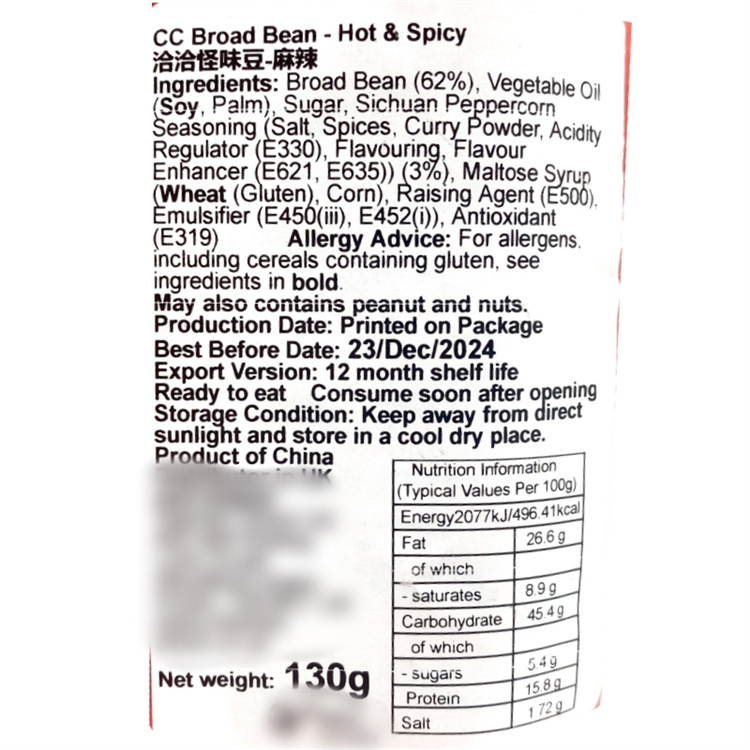 CC Broad Bean - Hot & Spicy
洽洽怪味豆-麻辣
Ingredients: Broad Bean (62%), Vegetable Oil
(Soy, Palm), Sugar, Sichuan Peppercorn
Seasoning (Salt, Spices, Curry Powder, Acidity
Regulator (E330), Flavouring, Flavour
Enhancer (E621, E635)) (3%), Maltose Syrup
(Wheat (Gluten), Corn), Raising Agent (E500),
Emulsifier (E450(iii), E452(i)), Antioxidant
(E319) Allergy Advice: For allergens.
including cereals containing gluten, see
ingredients in bold.
May also contains peanut and nuts.
Production Date: Printed on Package
Best Before Date: 23/Dec/2024
Export Version: 12 month shelf life
Ready to eat Consume soon after opening
Storage Condition: Keep away from direct
sunlight and store in a cool dry place.
Product of China
Net weight: 130g
Nutrition Information
(Typical Values Per 100g)
Energy2077kJ/496.41kcal
Fat 26.6 g
of which
- saturates 8.9 g
Carbohydrate 45.4 g
of which
- sugars 5.4 g
Protein 15.8 g
Salt 1.72 g